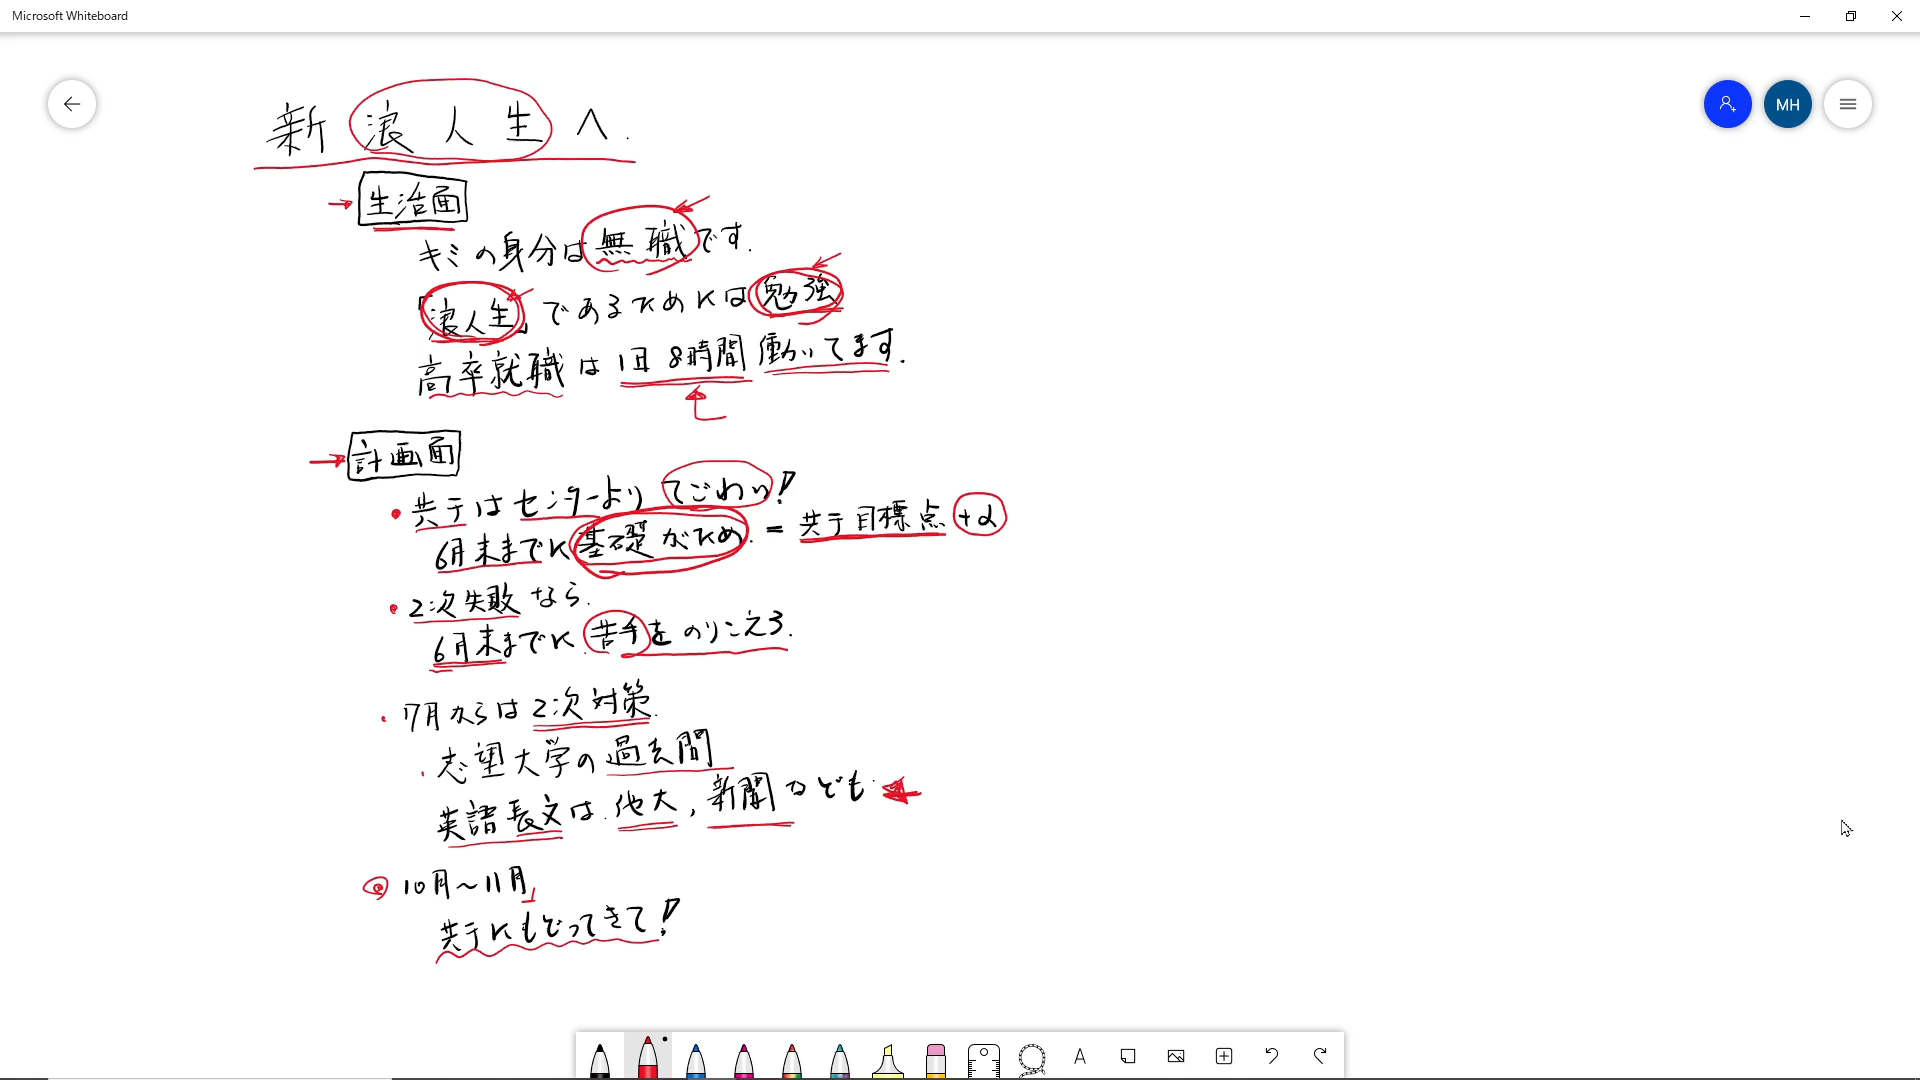 Microsoft Whiteboard
MH
新 浪人生へ.
生活面
キミの身分は無職です.
「浪人生」であるためには勉強
高卒就職は1日8時間働いてます.
計画面
共テはセンターよりてごわい!
6月末までに基礎がため. = 共テ目標点+α
2次失敗なら.
6月末までに苦手をのりこえろ.
7月からは2次対策.
志望大学の過去問
英語長文は.他大,新聞なども.
10月〜11月
共テにもどってきて!
A